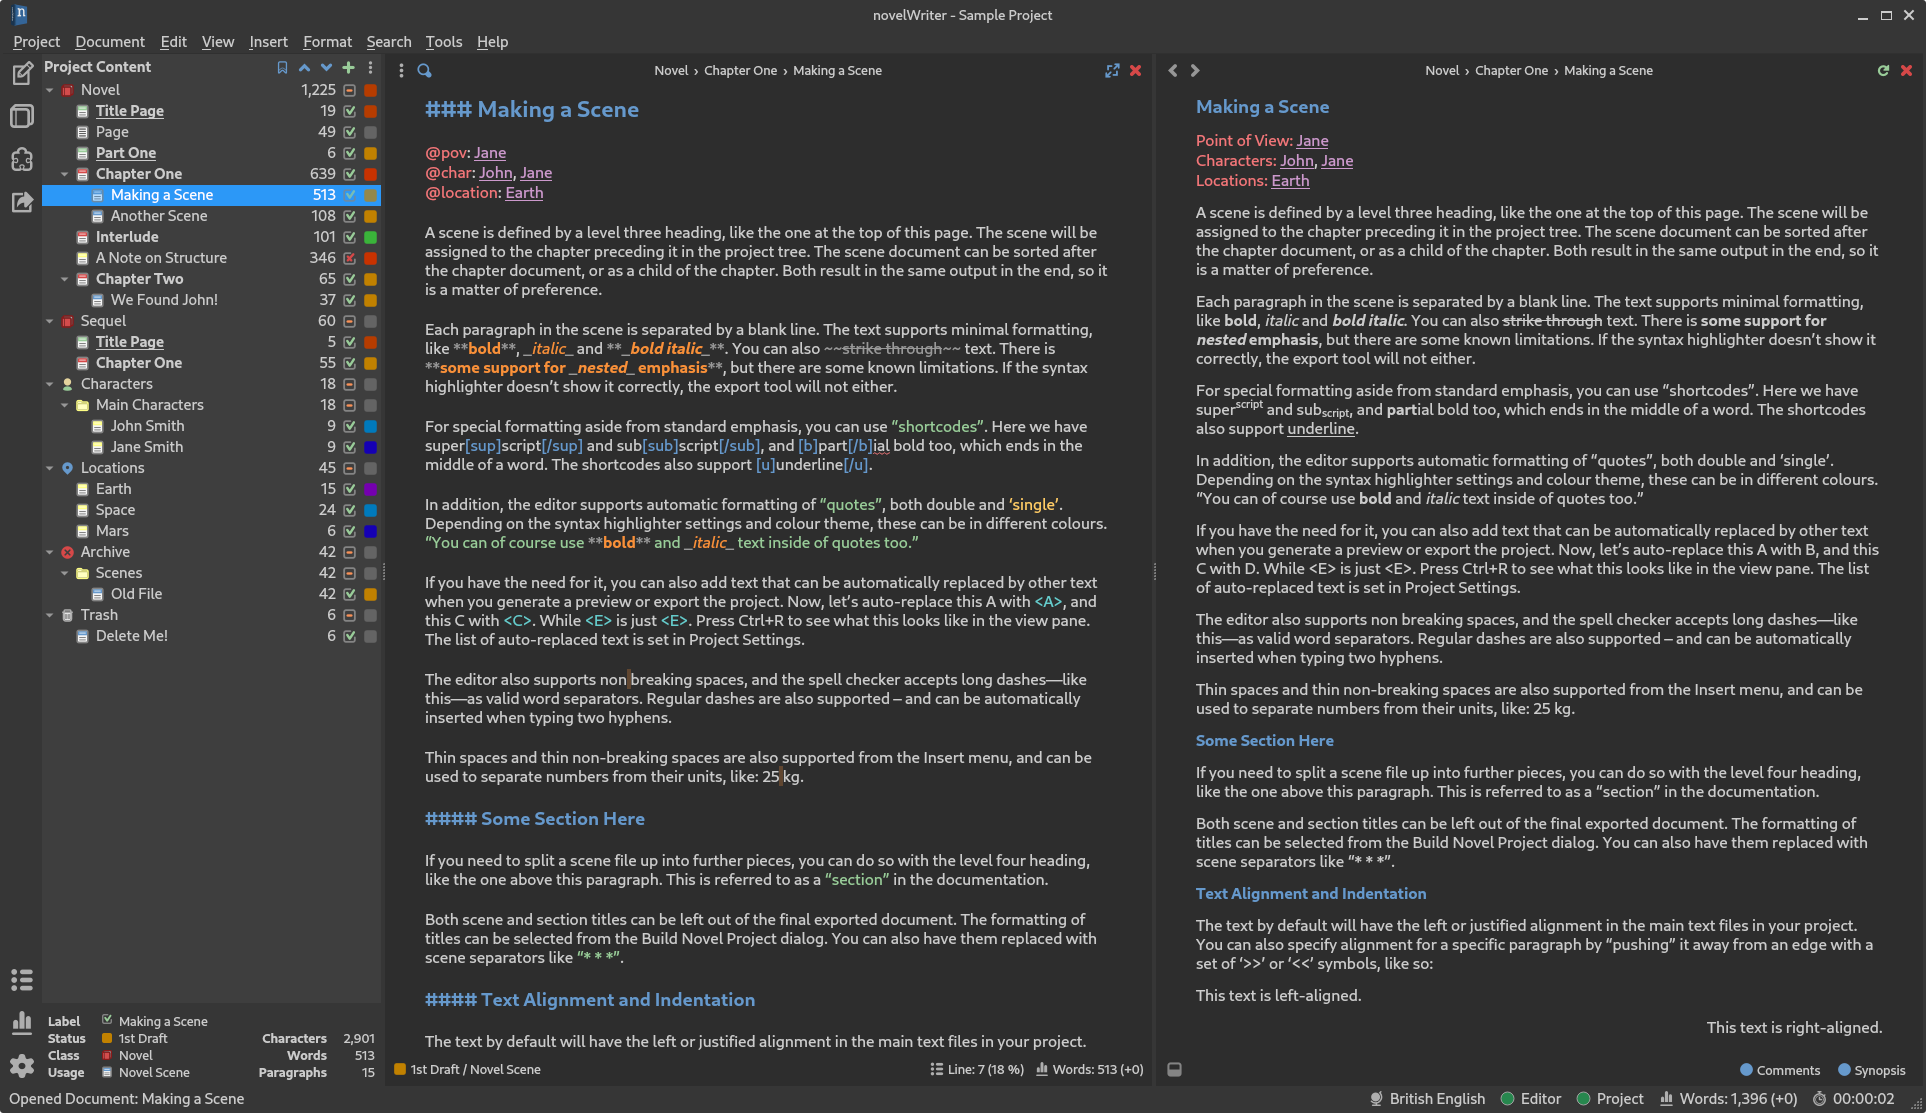 novelWriter - Sample Project
Project Document Edit View Insert Format Search Tools Help
Project Content
Novel 1,225
Title Page 19
Page 49
Part One 6
Chapter One 639
Making a Scene 513
Another Scene 108
Interlude 101
A Note on Structure 346
Chapter Two 65
We Found John! 37
Sequel 60
Title Page 5
Chapter One 55
Characters 18
Main Characters 18
John Smith 9
Jane Smith 9
Locations 45
Earth 15
Space 24
Mars 6
Archive 42
Scenes 42
Old File 42
Trash 6
Delete Me! 6
Label Making a Scene
Status 1st Draft Characters 2,901
Class Novel Words 513
Usage Novel Scene Paragraphs 15
Novel › Chapter One › Making a Scene
### Making a Scene
@pov: Jane
@char: John, Jane
@location: Earth
A scene is defined by a level three heading, like the one at the top of this page. The scene will be
assigned to the chapter preceding it in the project tree. The scene document can be sorted after
the chapter document, or as a child of the chapter. Both result in the same output in the end, so it
is a matter of preference.
Each paragraph in the scene is separated by a blank line. The text supports minimal formatting,
like **bold**, _italic_ and **_bold italic_**. You can also ~~strike through~~ text. There is
**some support for _nested_ emphasis**, but there are some known limitations. If the syntax
highlighter doesn’t show it correctly, the export tool will not either.
For special formatting aside from standard emphasis, you can use “shortcodes”. Here we have
super[sup]script[/sup] and sub[sub]script[/sub], and [b]part[/b]ial bold too, which ends in the
middle of a word. The shortcodes also support [u]underline[/u].
In addition, the editor supports automatic formatting of “quotes”, both double and ‘single’.
Depending on the syntax highlighter settings and colour theme, these can be in different colours.
“You can of course use **bold** and _italic_ text inside of quotes too.”
If you have the need for it, you can also add text that can be automatically replaced by other text
when you generate a preview or export the project. Now, let’s auto-replace this A with <A>, and
this C with <C>. While <E> is just <E>. Press Ctrl+R to see what this looks like in the view pane.
The list of auto-replaced text is set in Project Settings.
The editor also supports non breaking spaces, and the spell checker accepts long dashes—like
this—as valid word separators. Regular dashes are also supported – and can be automatically
inserted when typing two hyphens.
Thin spaces and thin non-breaking spaces are also supported from the Insert menu, and can be
used to separate numbers from their units, like: 25 kg.
#### Some Section Here
If you need to split a scene file up into further pieces, you can do so with the level four heading,
like the one above this paragraph. This is referred to as a “section” in the documentation.
Both scene and section titles can be left out of the final exported document. The formatting of
titles can be selected from the Build Novel Project dialog. You can also have them replaced with
scene separators like “* * *”.
#### Text Alignment and Indentation
The text by default will have the left or justified alignment in the main text files in your project.
1st Draft / Novel Scene Line: 7 (18 %) Words: 513 (+0)
Novel › Chapter One › Making a Scene
Making a Scene
Point of View: Jane
Characters: John, Jane
Locations: Earth
A scene is defined by a level three heading, like the one at the top of this page. The scene will be
assigned to the chapter preceding it in the project tree. The scene document can be sorted after
the chapter document, or as a child of the chapter. Both result in the same output in the end, so it
is a matter of preference.
Each paragraph in the scene is separated by a blank line. The text supports minimal formatting,
like bold, italic and bold italic. You can also strike through text. There is some support for
nested emphasis, but there are some known limitations. If the syntax highlighter doesn’t show it
correctly, the export tool will not either.
For special formatting aside from standard emphasis, you can use “shortcodes”. Here we have
superscript and subscript, and partial bold too, which ends in the middle of a word. The shortcodes
also support underline.
In addition, the editor supports automatic formatting of “quotes”, both double and ‘single’.
Depending on the syntax highlighter settings and colour theme, these can be in different colours.
“You can of course use bold and italic text inside of quotes too.”
If you have the need for it, you can also add text that can be automatically replaced by other text
when you generate a preview or export the project. Now, let’s auto-replace this A with B, and this
C with D. While <E> is just <E>. Press Ctrl+R to see what this looks like in the view pane. The list
of auto-replaced text is set in Project Settings.
The editor also supports non breaking spaces, and the spell checker accepts long dashes—like
this—as valid word separators. Regular dashes are also supported – and can be automatically
inserted when typing two hyphens.
Thin spaces and thin non-breaking spaces are also supported from the Insert menu, and can be
used to separate numbers from their units, like: 25 kg.
Some Section Here
If you need to split a scene file up into further pieces, you can do so with the level four heading,
like the one above this paragraph. This is referred to as a “section” in the documentation.
Both scene and section titles can be left out of the final exported document. The formatting of
titles can be selected from the Build Novel Project dialog. You can also have them replaced with
scene separators like “* * *”.
Text Alignment and Indentation
The text by default will have the left or justified alignment in the main text files in your project.
You can also specify alignment for a specific paragraph by “pushing” it away from an edge with a
set of ‘>>’ or ‘<<’ symbols, like so:
This text is left-aligned.
This text is right-aligned.
Comments Synopsis
Opened Document: Making a Scene
British English Editor Project Words: 1,396 (+0) 00:00:02